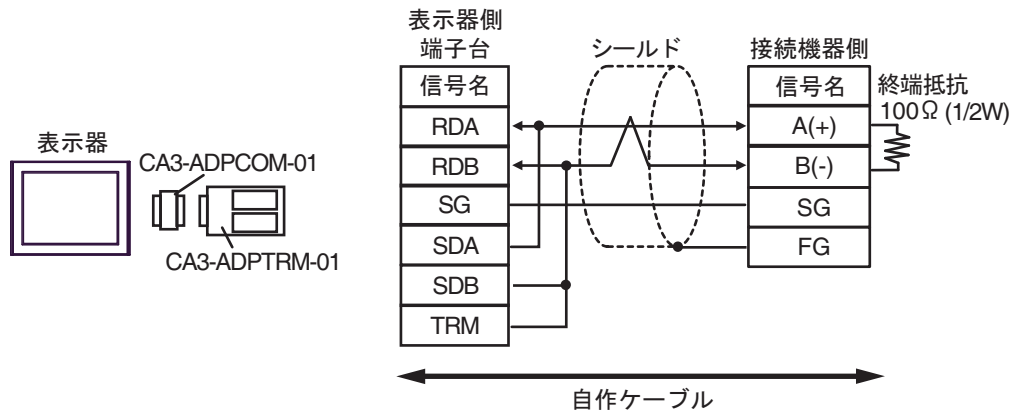 表示器
CA3-ADPCOM-01
CA3-ADPTRM-01
表示器側
端子台
信号名
RDA
RDB
SG
SDA
SDB
TRM
シールド
接続機器側
信号名
A(+)
B(-)
SG
FG
終端抵抗
100Ω (1/2W)
自作ケーブル